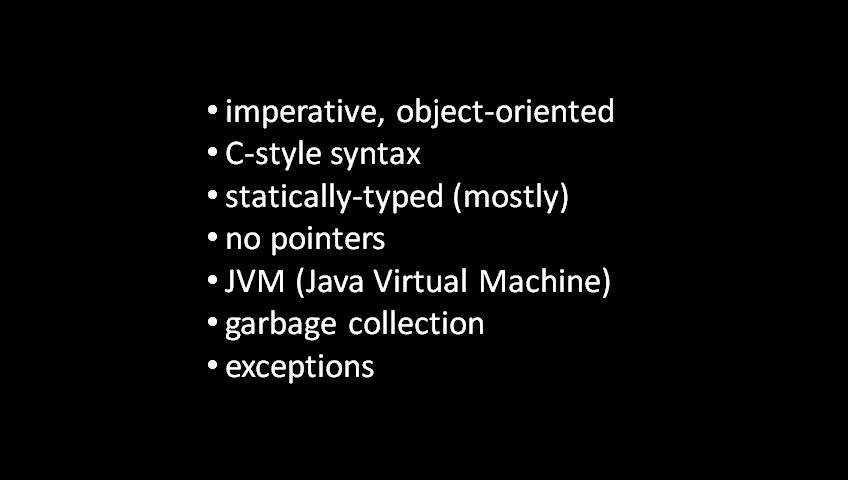 • imperative, object-oriented
• C-style syntax
• statically-typed (mostly)
• no pointers
• JVM (Java Virtual Machine)
• garbage collection
• exceptions